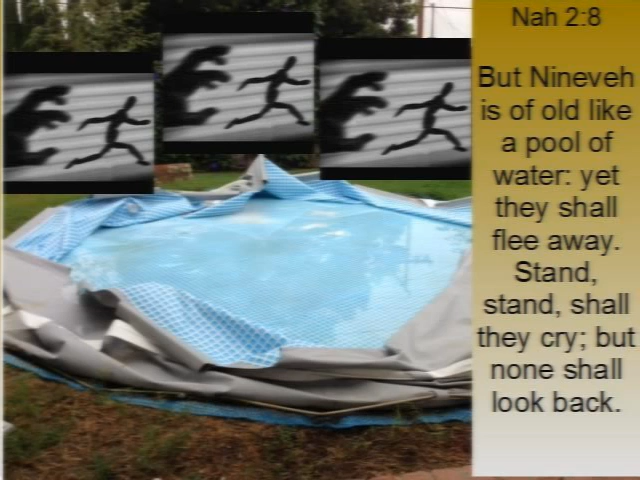 Nah 2:8
But Nineveh
is of old like
a pool of
water: yet
they shall
flee away.
Stand,
stand, shall
they cry; but
none shall
look back.